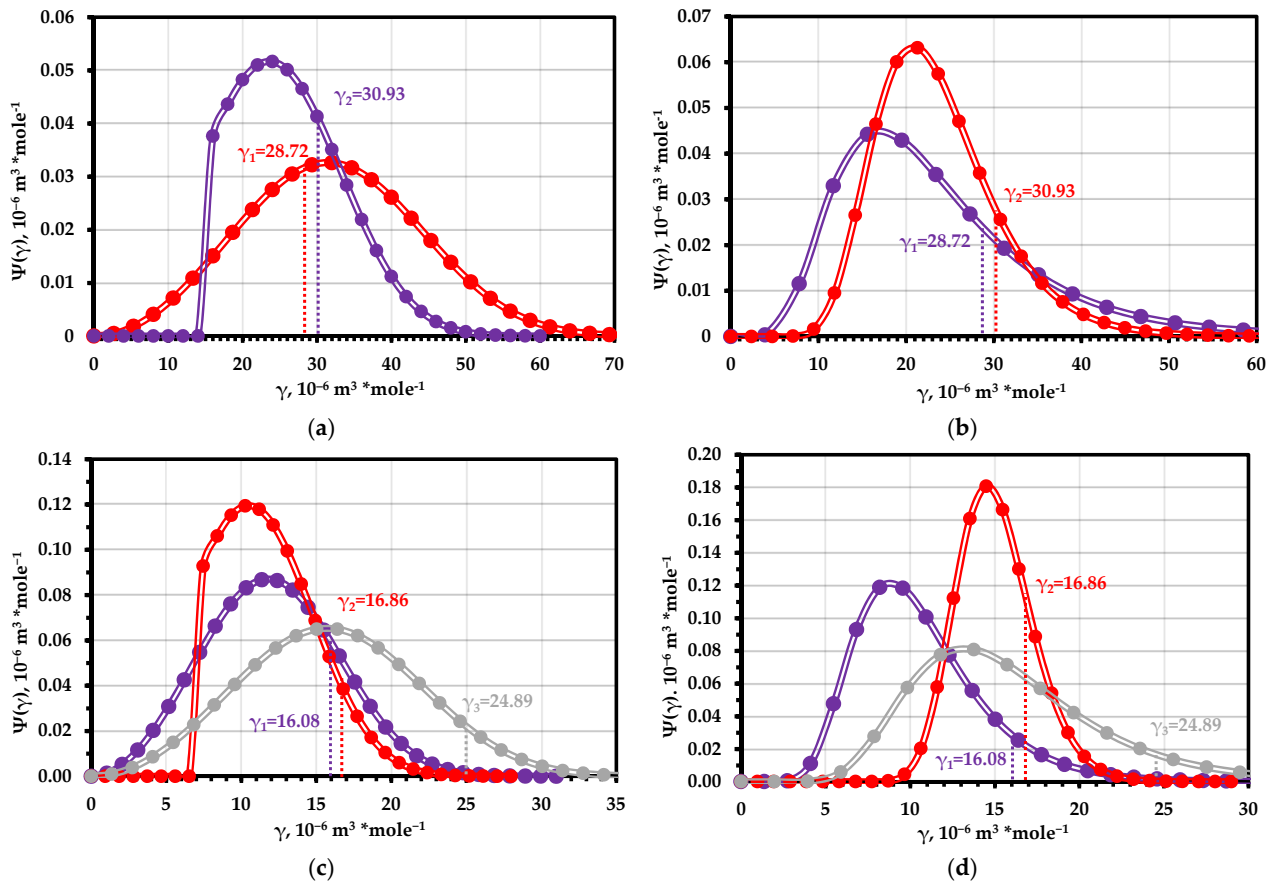 0.06
0.05
0.04
0.03
0.02
0.01
0
Ψ(γ), 10⁻⁶ m³ *mole⁻¹
γ₂=30.93
γ₁=28.72
0 10 20 30 40 50 60 70
γ, 10⁻⁶ m³ *mole⁻¹
(a)
0.07
0.06
0.05
0.04
0.03
0.02
0.01
0
Ψ(γ), 10⁻⁶ m³ *mole⁻¹
γ₂=30.93
γ₁=28.72
0 10 20 30 40 50 60
γ, 10⁻⁶ m³ *mole⁻¹
(b)
0.14
0.12
0.10
0.08
0.06
0.04
0.02
0.00
Ψ(γ), 10⁻⁶ m³ *mole⁻¹
γ₂=16.86
γ₃=24.89
γ₁=16.08
0 5 10 15 20 25 30 35
γ, 10⁻⁶ m³ *mole⁻¹
(c)
0.20
0.18
0.16
0.14
0.12
0.10
0.08
0.06
0.04
0.02
0.00
Ψ(γ). 10⁻⁶ m³ *mole⁻¹
γ₂=16.86
γ₃=24.89
γ₁=16.08
0 5 10 15 20 25 30
γ, 10⁻⁶ m³ *mole⁻¹
(d)